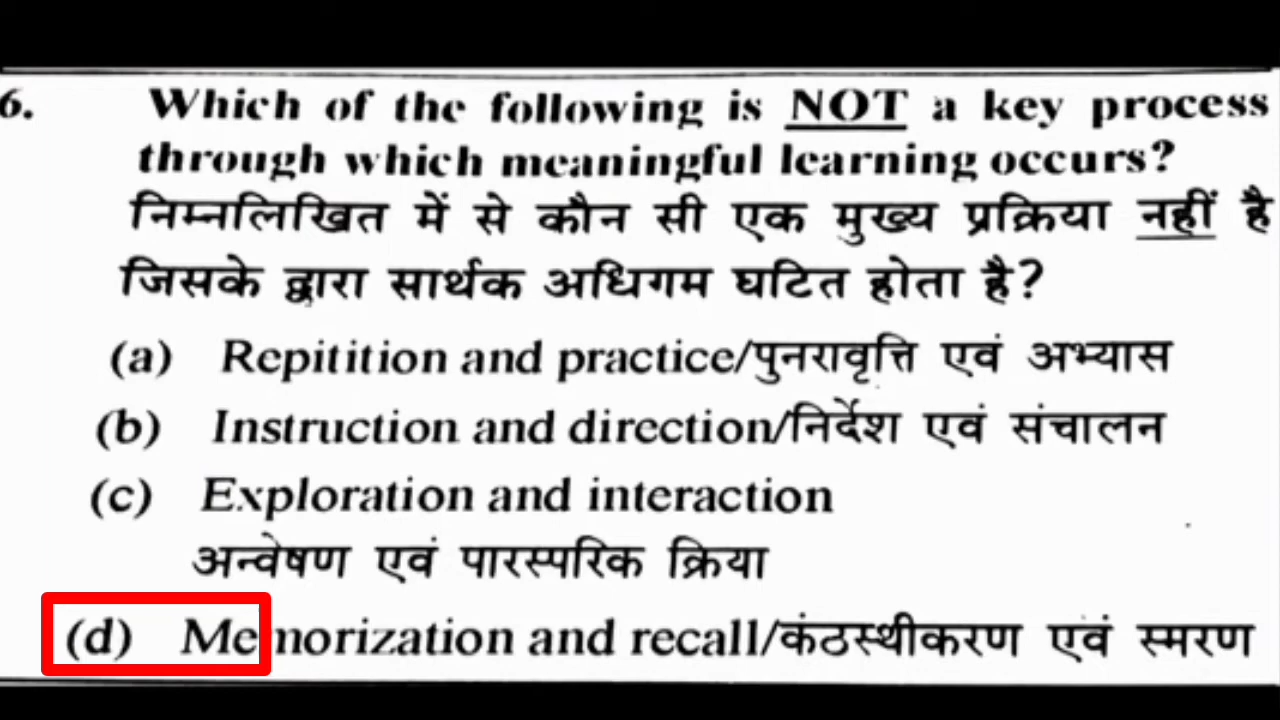 6. Which of the following is NOT a key process
through which meaningful learning occurs?
निम्नलिखित में से कौन सी एक मुख्य प्रक्रिया नहीं है
जिसके द्वारा सार्थक अधिगम घटित होता है?
(a) Repitition and practice/पुनरावृत्ति एवं अभ्यास
(b) Instruction and direction/निर्देश एवं संचालन
(c) Exploration and interaction
अन्वेषण एवं पारस्परिक क्रिया
(d) Memorization and recall/कंठस्थीकरण एवं स्मरण